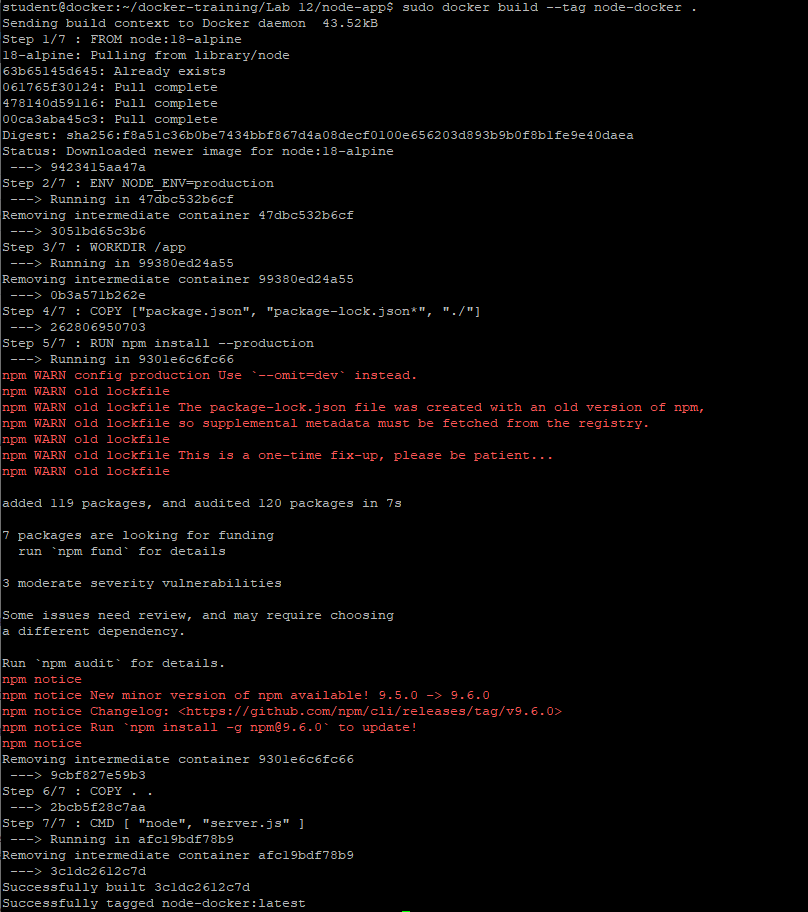 student@docker:~/docker-training/Lab 12/node-app$ sudo docker build --tag node-docker .
Sending build context to Docker daemon  43.52kB
Step 1/7 : FROM node:18-alpine
18-alpine: Pulling from library/node
63b65145d645: Already exists
061765f30124: Pull complete
478140d59116: Pull complete
00ca3aba45c3: Pull complete
Digest: sha256:f8a51c36b0be7434bbf867d4a08decf0100e656203d893b9b0f8b1fe9e40daea
Status: Downloaded newer image for node:18-alpine
 ---> 9423415aa47a
Step 2/7 : ENV NODE_ENV=production
 ---> Running in 47dbc532b6cf
Removing intermediate container 47dbc532b6cf
 ---> 3051bd65c3b6
Step 3/7 : WORKDIR /app
 ---> Running in 99380ed24a55
Removing intermediate container 99380ed24a55
 ---> 0b3a571b262e
Step 4/7 : COPY ["package.json", "package-lock.json*", "./"]
 ---> 262806950703
Step 5/7 : RUN npm install --production
 ---> Running in 9301e6c6fc66
npm WARN config production Use `--omit=dev` instead.
npm WARN old lockfile
npm WARN old lockfile The package-lock.json file was created with an old version of npm,
npm WARN old lockfile so supplemental metadata must be fetched from the registry.
npm WARN old lockfile
npm WARN old lockfile This is a one-time fix-up, please be patient...
npm WARN old lockfile

added 119 packages, and audited 120 packages in 7s

7 packages are looking for funding
  run `npm fund` for details

3 moderate severity vulnerabilities

Some issues need review, and may require choosing
a different dependency.

Run `npm audit` for details.
npm notice
npm notice New minor version of npm available! 9.5.0 -> 9.6.0
npm notice Changelog: <https://github.com/npm/cli/releases/tag/v9.6.0>
npm notice Run `npm install -g npm@9.6.0` to update!
npm notice
Removing intermediate container 9301e6c6fc66
 ---> 9cbf827e59b3
Step 6/7 : COPY . .
 ---> 2bcb5f28c7aa
Step 7/7 : CMD [ "node", "server.js" ]
 ---> Running in afc19bdf78b9
Removing intermediate container afc19bdf78b9
 ---> 3c1dc2612c7d
Successfully built 3c1dc2612c7d
Successfully tagged node-docker:latest